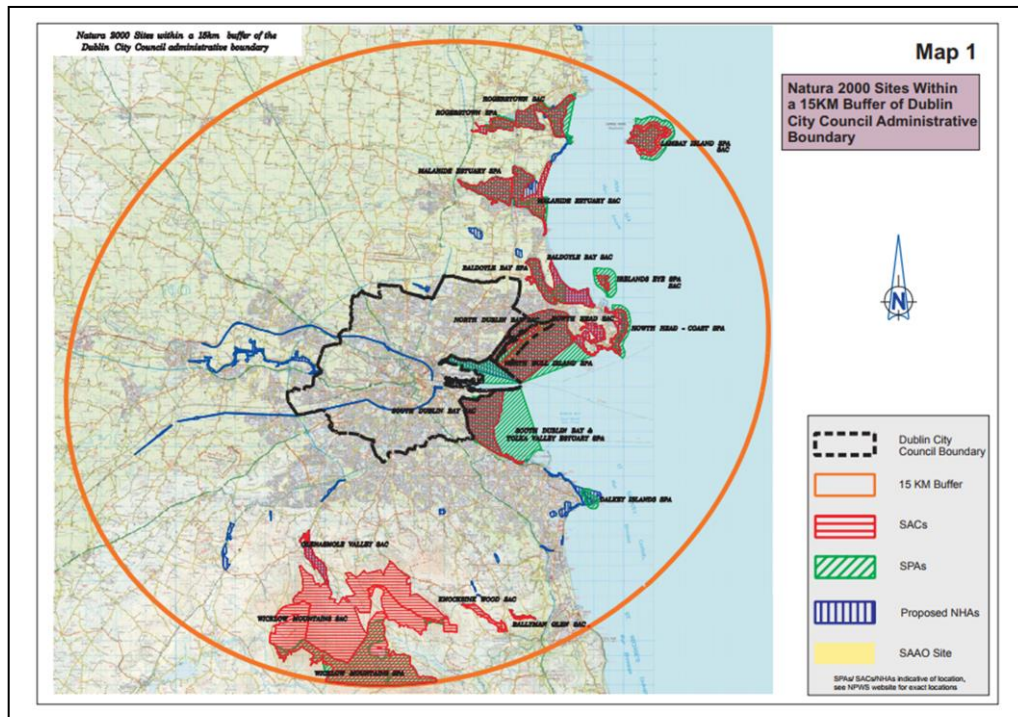 Natura 2000 Sites within a 15km buffer of the
Dublin City Council administrative boundary
Map 1
Natura 2000 Sites Within
a 15KM Buffer of Dublin
City Council Administrative
Boundary
ROGERSTOWN SAC
ROGERSTOWN SPA
LAMBAY ISLAND SPA
SAC
MALAHIDE ESTUARY SPA
MALAHIDE ESTUARY SAC
BALDOYLE BAY SAC
BALDOYLE BAY SPA
IRELANDS EYE SPA
SAC
NORTH DUBLIN BAY SAC
HOWTH HEAD SAC
HOWTH HEAD - COAST SPA
NORTH BULL ISLAND SPA
SOUTH DUBLIN BAY SAC
SOUTH DUBLIN BAY &
TOLKA VALLEY ESTUARY SPA
DALKEY ISLANDS SPA
GLENASMOLE VALLEY SAC
KNOCKSINK WOOD SAC
WICKLOW MOUNTAINS SAC
BALLYMAN GLEN SAC
WICKLOW MOUNTAINS SPA
N
Dublin City
Council Boundary
15 KM Buffer
SACs
SPAs
Proposed NHAs
SAAO Site
SPAs/ SACs/NHAs indicative of location,
see NPWS website for exact locations